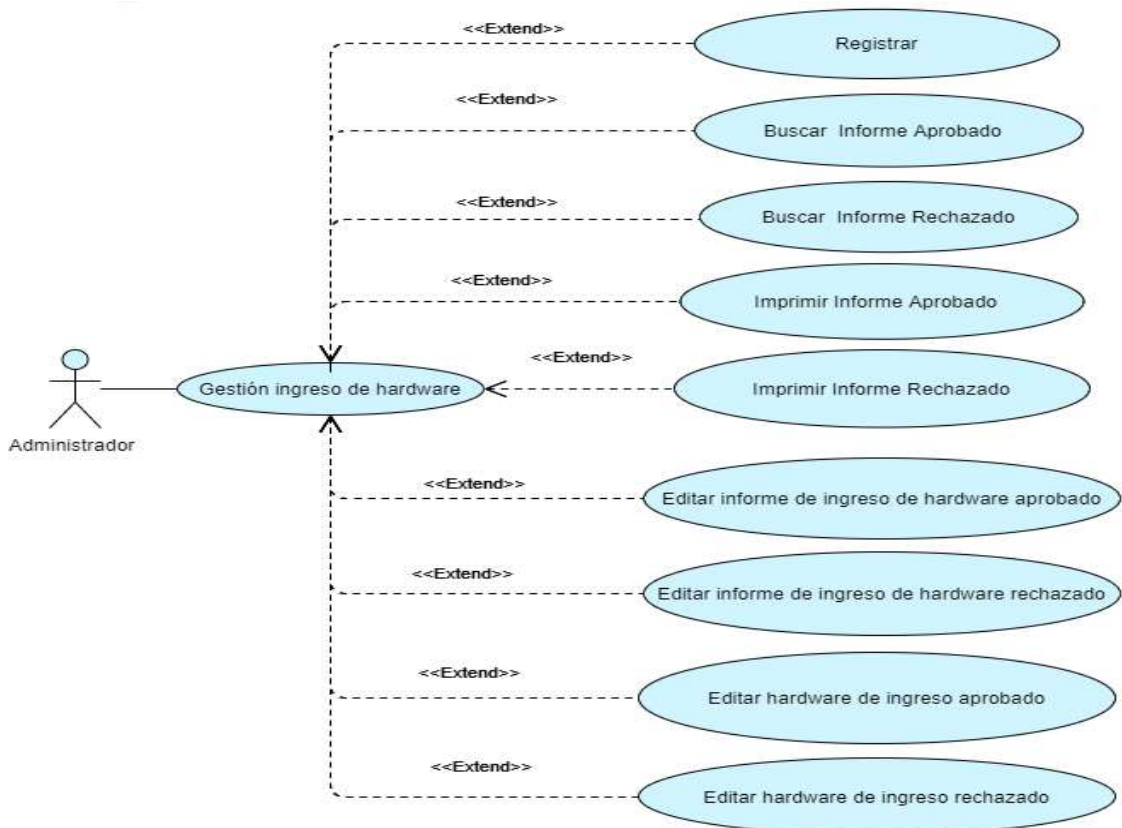 <<Extend>>
Registrar
<<Extend>>
Buscar Informe Aprobado
<<Extend>>
Buscar Informe Rechazado
<<Extend>>
Imprimir Informe Aprobado
<<Extend>>
Gestión ingreso de hardware
Imprimir Informe Rechazado
Administrador
<<Extend>>
Editar informe de ingreso de hardware aprobado
<<Extend>>
Editar informe de ingreso de hardware rechazado
<<Extend>>
Editar hardware de ingreso aprobado
<<Extend>>
Editar hardware de ingreso rechazado